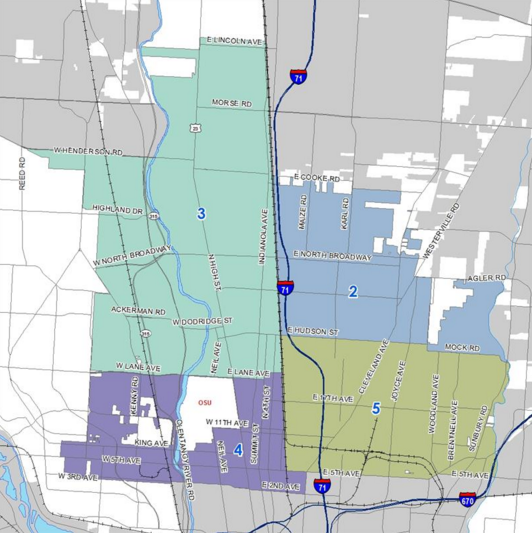 E LINCOLN AVE
71
MORSE RD
23
W HENDERSON RD
REED RD
E COOKE RD
HIGHLAND DR
315
3
INDIANOLA AVE
MAIZE RD
KARL RD
WESTERVILLE RD
W NORTH BROADWAY
N HIGH ST
E NORTH BROADWAY
AGLER RD
71
2
ACKERMAN RD
W DODRIDGE ST
E HUDSON ST
315
MOCK RD
NEIL AVE
CLEVELAND AVE
JOYCE AVE
W LANE AVE
E LANE AVE
KENNY RD
OSU
E 17TH AVE
5
WOODLAND AVE
BRENTNELL AVE
SUNBURY RD
W 11TH AVE
SUMMIT ST
OLENTANGY RIVER RD
KING AVE
NEIL AVE
4
W 5TH AVE
E 5TH AVE
E 5TH AVE
W 3RD AVE
E 2ND AVE
71
670